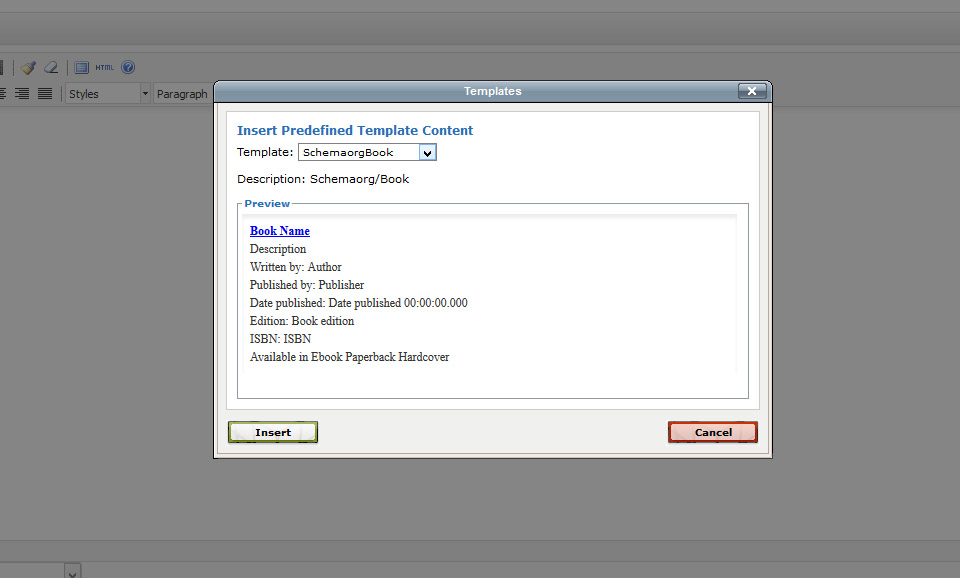 HTML
Styles
Paragraph
Templates
Insert Predefined Template Content
Template: SchemaorgBook
Description: Schemaorg/Book
Preview
Book Name
Description
Written by: Author
Published by: Publisher
Date published: Date published 00:00:00.000
Edition: Book edition
ISBN: ISBN
Available in Ebook Paperback Hardcover
Insert
Cancel